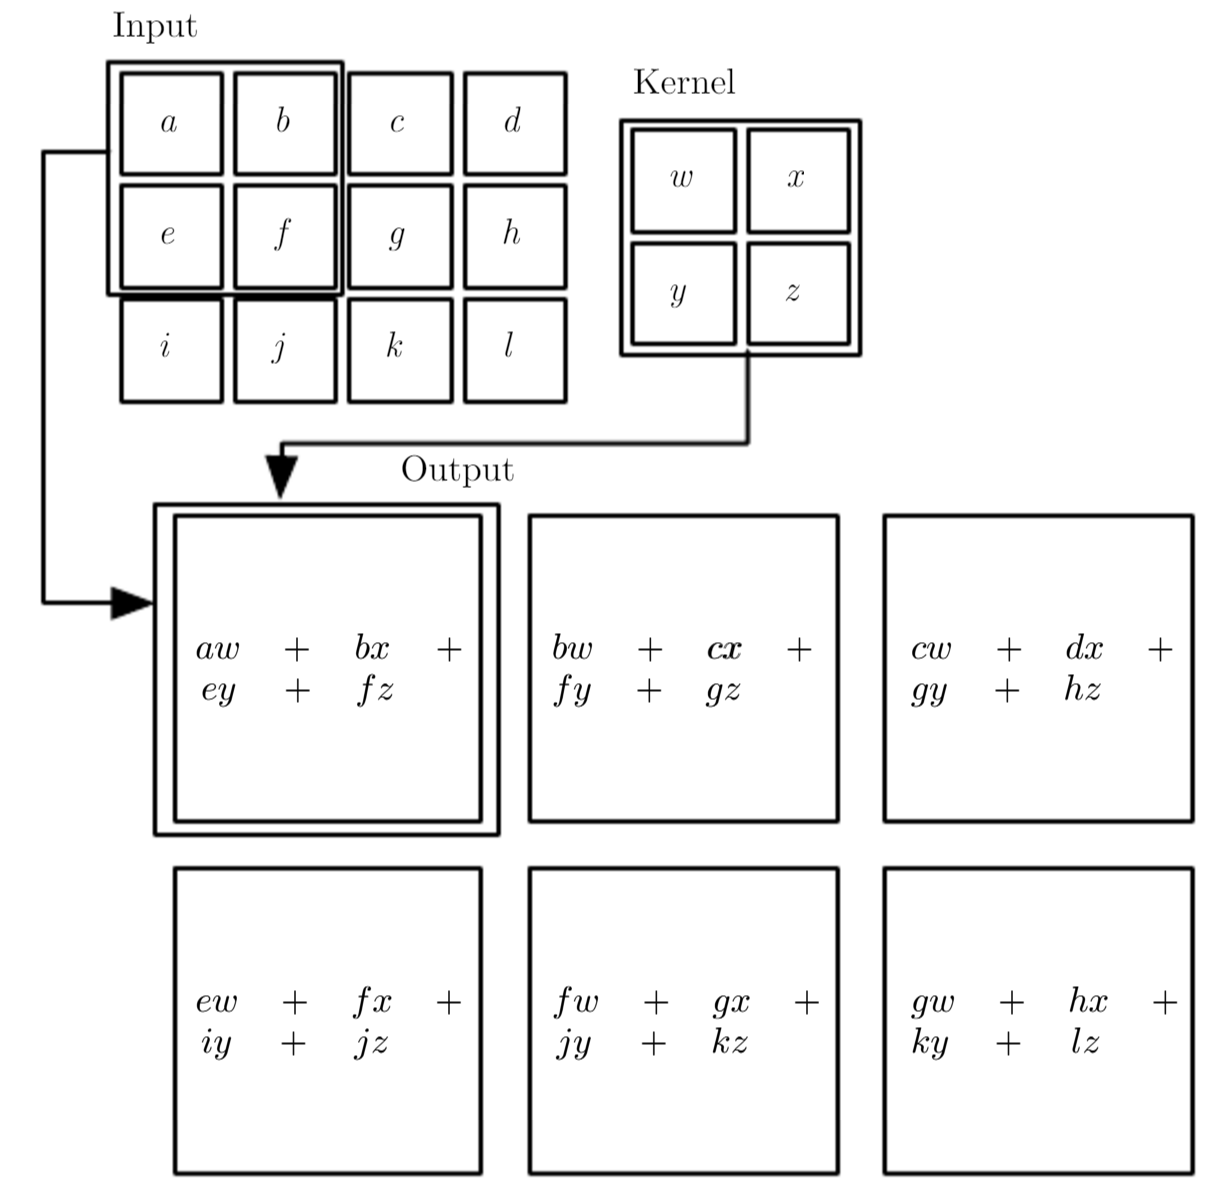 Input
Kernel
a b c d
w x
e f g h
y z
i j k l
Output
aw + bx +
ey + fz
bw + cx +
fy + gz
cw + dx +
gy + hz
ew + fx +
iy + jz
fw + gx +
jy + kz
gw + hx +
ky + lz